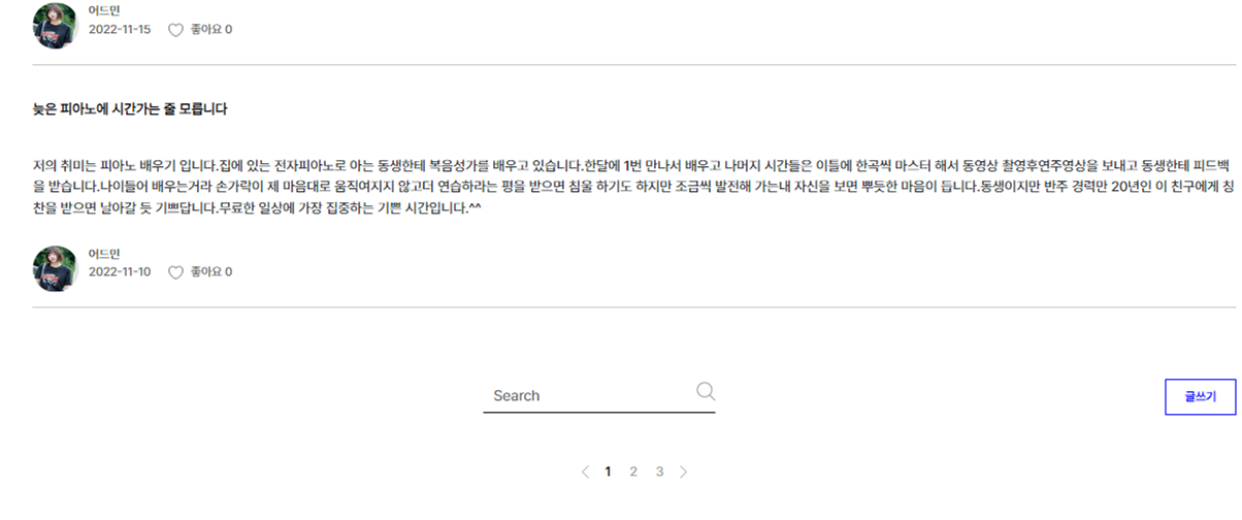 어드민
2022-11-15 좋아요 0
늦은 피아노에 시간가는 줄 모릅니다
저의 취미는 피아노 배우기 입니다.집에 있는 전자피아노로 아는 동생한테 복음성가를 배우고 있습니다.한달에 1번 만나서 배우고 나머지 시간들은 이틀에 한곡씩 마스터 해서 동영상 촬영후연주영상을 보내고 동생한테 피드백
을 받습니다.나이들어 배우는거라 손가락이 제 마음대로 움직여지지 않고더 연습하라는 평을 받으면 침울 하기도 하지만 조금씩 발전해 가는내 자신을 보면 뿌듯한 마음이 듭니다.동생이지만 반주 경력만 20년인 이 친구에게 칭
찬을 받으면 날아갈 듯 기쁘답니다.무료한 일상에 가장 집중하는 기쁜 시간입니다.^^
어드민
2022-11-10 좋아요 0
Search
글쓰기
< 1 2 3 >